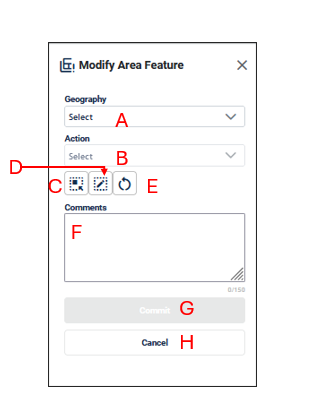 Modify Area Feature
Geography
Select A
Action
Select B
D
C E
Comments
F
0/150
Commit G
Cancel H